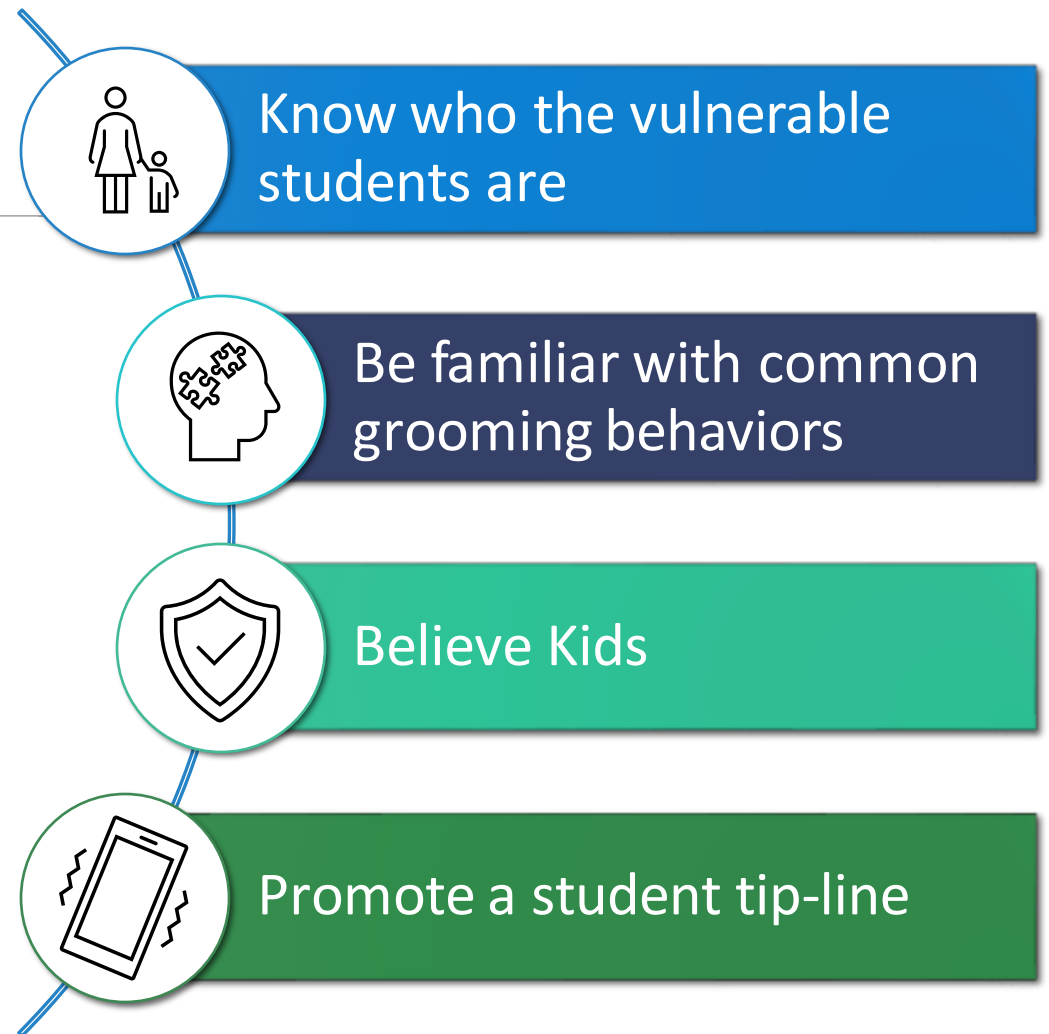 Know who the vulnerable
students are
Be familiar with common
grooming behaviors
Believe Kids
Promote a student tip-line